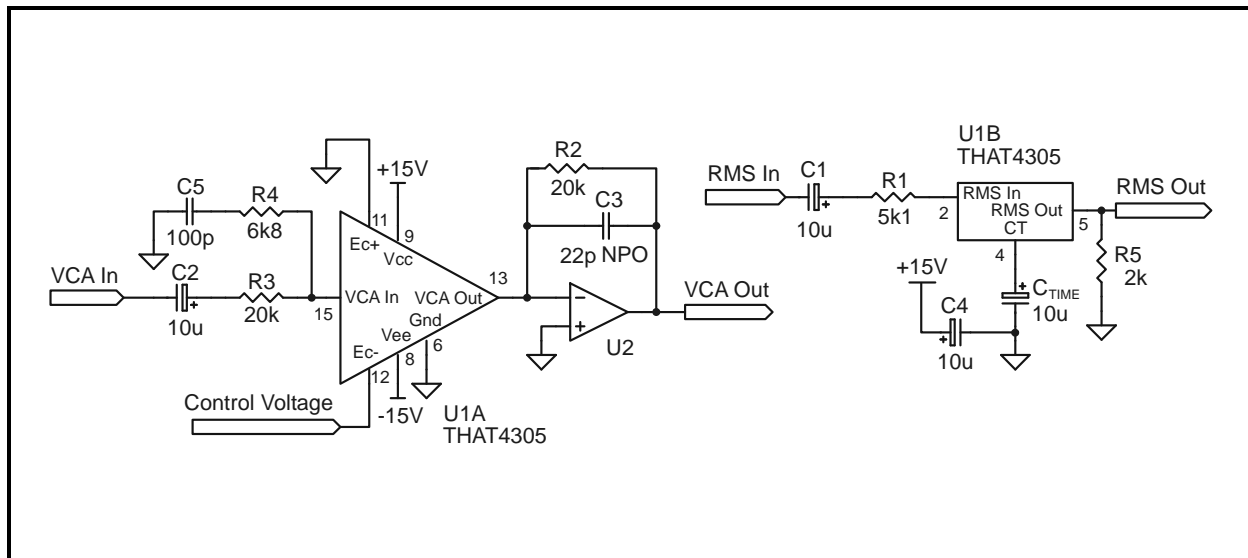 VCA In
C5
100p
R4
6k8
C2
10u
R3
20k
+15V
11
Ec+
9
Vcc
VCA In
15
VCA Out
13
Gnd
6
Vee
8
Ec-
12
-15V
Control Voltage
U1A
THAT4305
R2
20k
C3
22p NPO
U2
VCA Out
RMS In
C1
10u
R1
5k1
U1B
THAT4305
RMS In
2
RMS Out
5
CT
4
RMS Out
R5
2k
+15V
C4
10u
CTIME
10u